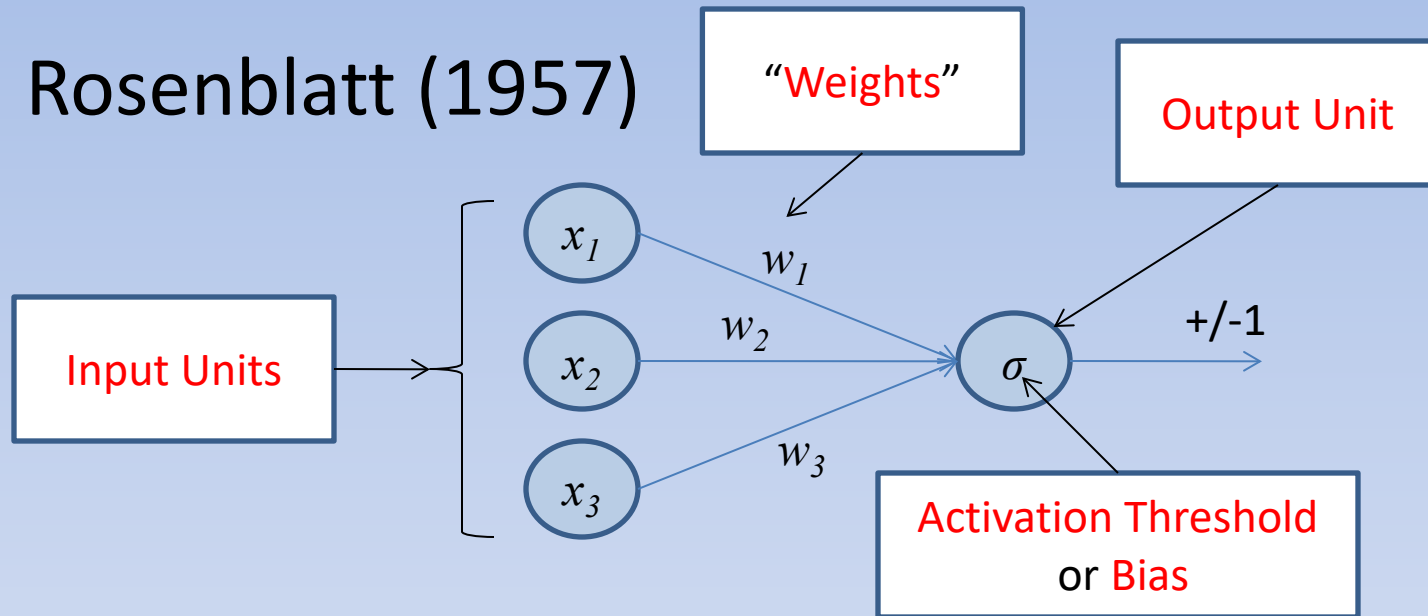 Rosenblatt (1957)
“Weights”
Output Unit
Input Units
x1
x2
x3
w1
w2
w3
σ
+/-1
Activation Threshold
or Bias